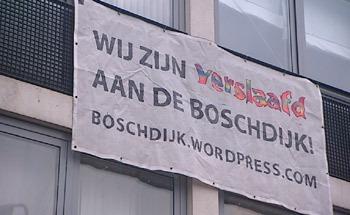 WIJ ZIJN verslaafd
AAN DE BOSCHDIJK!
BOSCHDIJK.WORDPRESS.COM